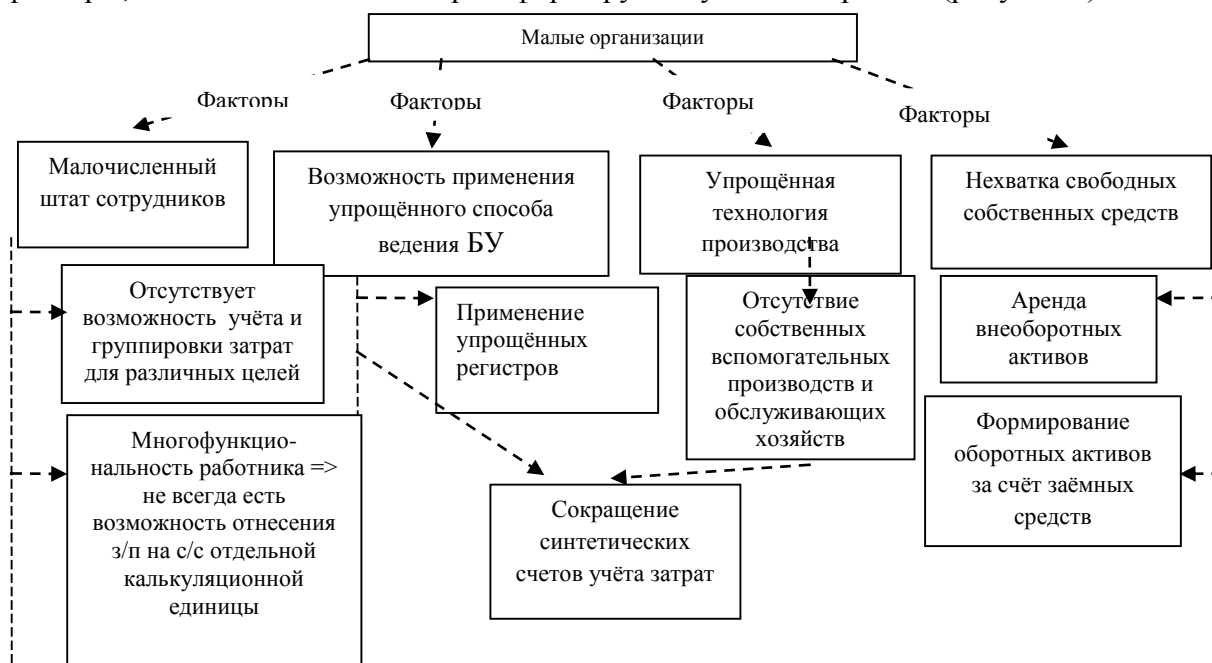 Малые организации
Факторы
Факторы
Факторы
Факторы
Малочисленный
штат сотрудников
Возможность применения
упрощённого способа
ведения БУ
Упрощённая
технология
производства
Нехватка свободных
собственных средств
Отсутствует
возможность учёта и
группировки затрат
для различных целей
Применение
упрощённых
регистров
Отсутствие
собственных
вспомогательных
производств и
обслуживающих
хозяйств
Аренда
внеоборотных
активов
Многофункцио-
нальность работника =>
не всегда есть
возможность отнесения
з/п на с/с отдельной
калькуляционной
единицы
Сокращение
синтетических
счетов учёта затрат
Формирование
оборотных активов
за счёт заёмных
средств